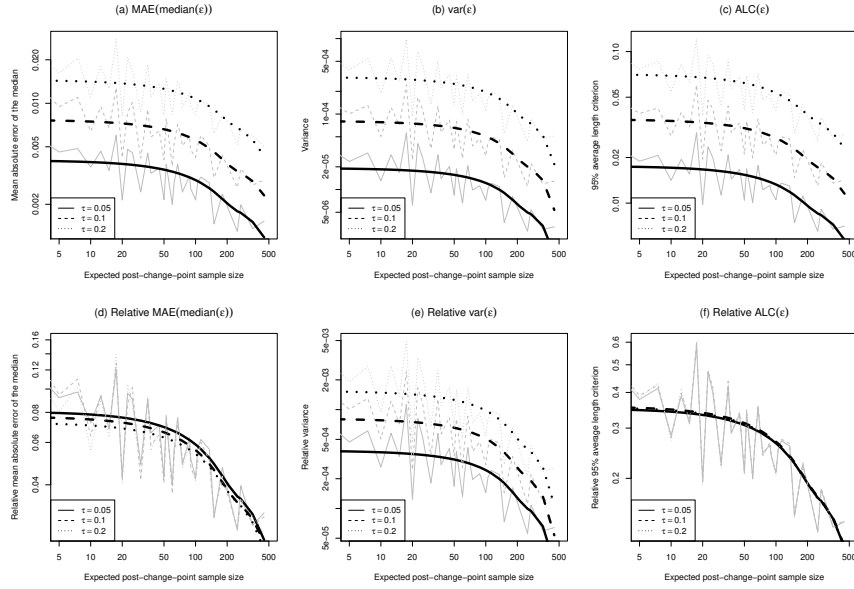 (a) MAE(median(ε))
Mean absolute error of the median
0.002
0.005
0.010
0.020
5
10
20
50
100
200
500
Expected post−change−point sample size
τ = 0.05
τ = 0.1
τ = 0.2
(b) var(ε)
Variance
5e−06
2e−05
1e−04
5e−04
5
10
20
50
100
200
500
Expected post−change−point sample size
τ = 0.05
τ = 0.1
τ = 0.2
(c) ALC(ε)
95% average length criterion
0.01
0.02
0.05
0.10
5
10
20
50
100
200
500
Expected post−change−point sample size
τ = 0.05
τ = 0.1
τ = 0.2
(d) Relative MAE(median(ε))
Relative mean absolute error of the median
0.04
0.06
0.08
0.12
0.16
5
10
20
50
100
200
500
Expected post−change−point sample size
τ = 0.05
τ = 0.1
τ = 0.2
(e) Relative var(ε)
Relative variance
5e−05
2e−04
5e−04
2e−03
5e−03
5
10
20
50
100
200
500
Expected post−change−point sample size
τ = 0.05
τ = 0.1
τ = 0.2
(f) Relative ALC(ε)
Relative 95% average length criterion
0.2
0.3
0.4
0.6
5
10
20
50
100
200
500
Expected post−change−point sample size
τ = 0.05
τ = 0.1
τ = 0.2